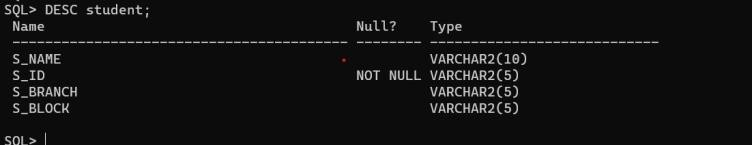 SQL> DESC student;
Name Null? Type
----------------------------------------- -------- ----------------------------
S_NAME VARCHAR2(10)
S_ID NOT NULL VARCHAR2(5)
S_BRANCH VARCHAR2(5)
S_BLOCK VARCHAR2(5)
SQL>